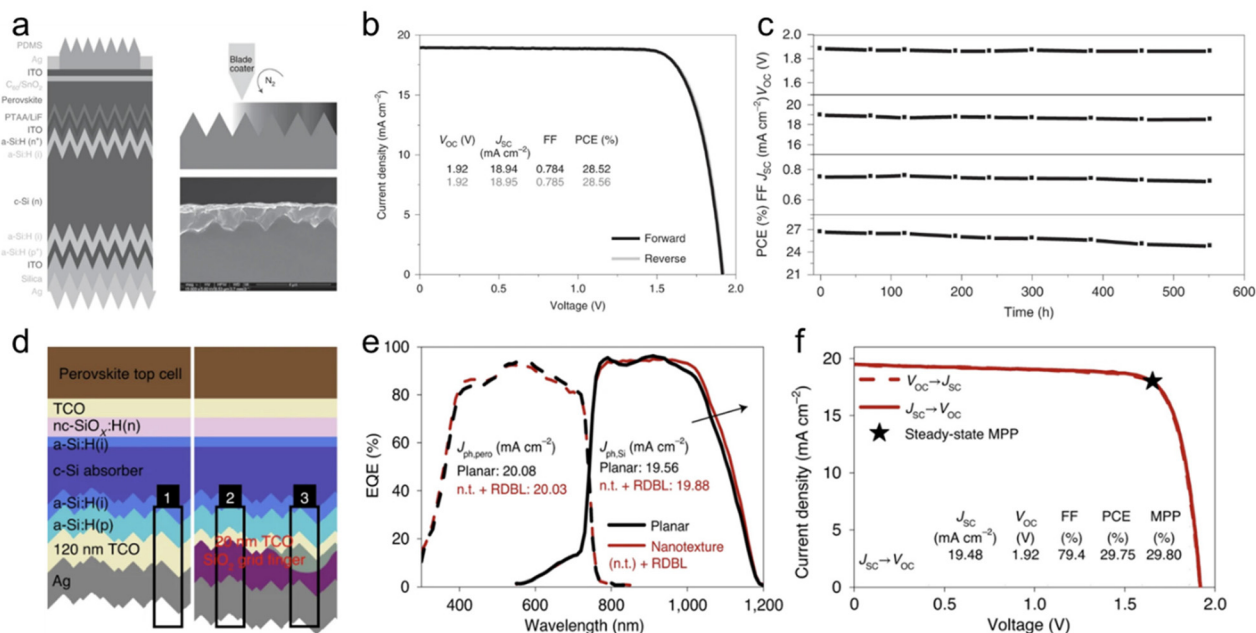 a
PDMS
Ag
ITO
C60/SnO2
Perovskite
PTAA/LiF
ITO
a-Si:H (n+)
a-Si:H (i)
c-Si (n)
a-Si:H (i)
a-Si:H (p+)
ITO
Silica
Ag
Blade
coater
N2
b
20
15
10
5
0
Current density (mA cm−2)
VOC (V) JSC (mA cm−2) FF PCE (%)
1.92 18.94 0.784 28.52
1.92 18.95 0.785 28.56
Forward
Reverse
0 0.5 1.0 1.5 2.0
Voltage (V)
c
PCE (%) FF JSC (mA cm−2) VOC (V)
2.0
1.8
1.6
20
18
16
0.8
0.6
27
24
21
0 100 200 300 400 500 600
Time (h)
d
Perovskite top cell
TCO
nc-SiOX:H(n)
a-Si:H(i)
c-Si absorber
a-Si:H(i)
a-Si:H(p)
120 nm TCO
Ag
1
2
3
20 nm TCO
SiO2 grid finger
e
100
80
60
40
20
0
EQE (%)
Jph,pero (mA cm−2)
Planar: 20.08
n.t. + RDBL: 20.03
Jph,Si (mA cm−2)
Planar: 19.56
n.t. + RDBL: 19.88
Planar
Nanotexture
(n.t.) + RDBL
400 600 800 1,000 1,200
Wavelength (nm)
f
20
15
10
5
0
Current density (mA cm−2)
VOC→JSC
JSC→VOC
Steady-state MPP
JSC VOC FF PCE MPP
(mA cm−2) (V) (%) (%) (%)
JSC→VOC 19.48 1.92 79.4 29.75 29.80
0 0.5 1.0 1.5 2.0
Voltage (V)